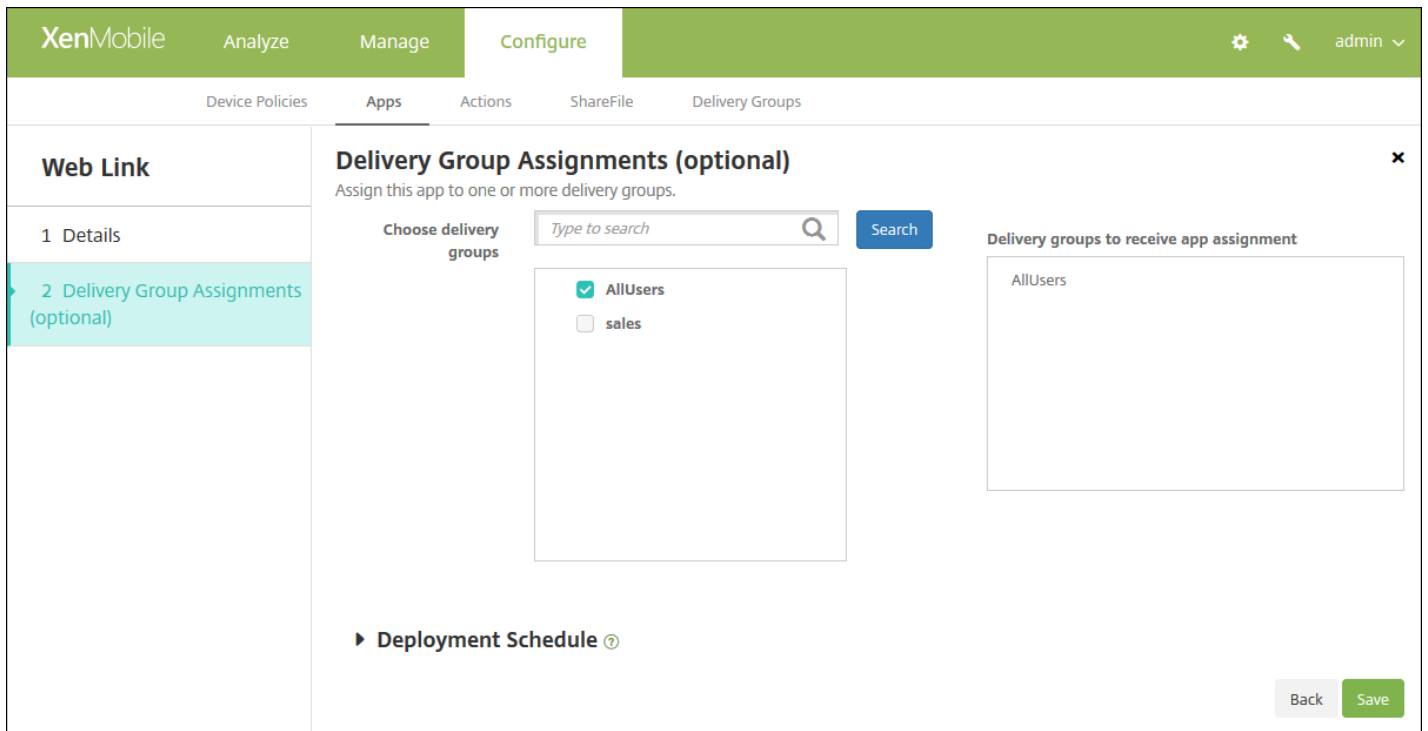 XenMobile Analyze Manage Configure admin
Device Policies Apps Actions ShareFile Delivery Groups
Web Link
1 Details
2 Delivery Group Assignments
(optional)
Delivery Group Assignments (optional)
Assign this app to one or more delivery groups.
Choose delivery
groups
Type to search
Search
AllUsers
sales
Delivery groups to receive app assignment
AllUsers
Deployment Schedule ?
Back Save